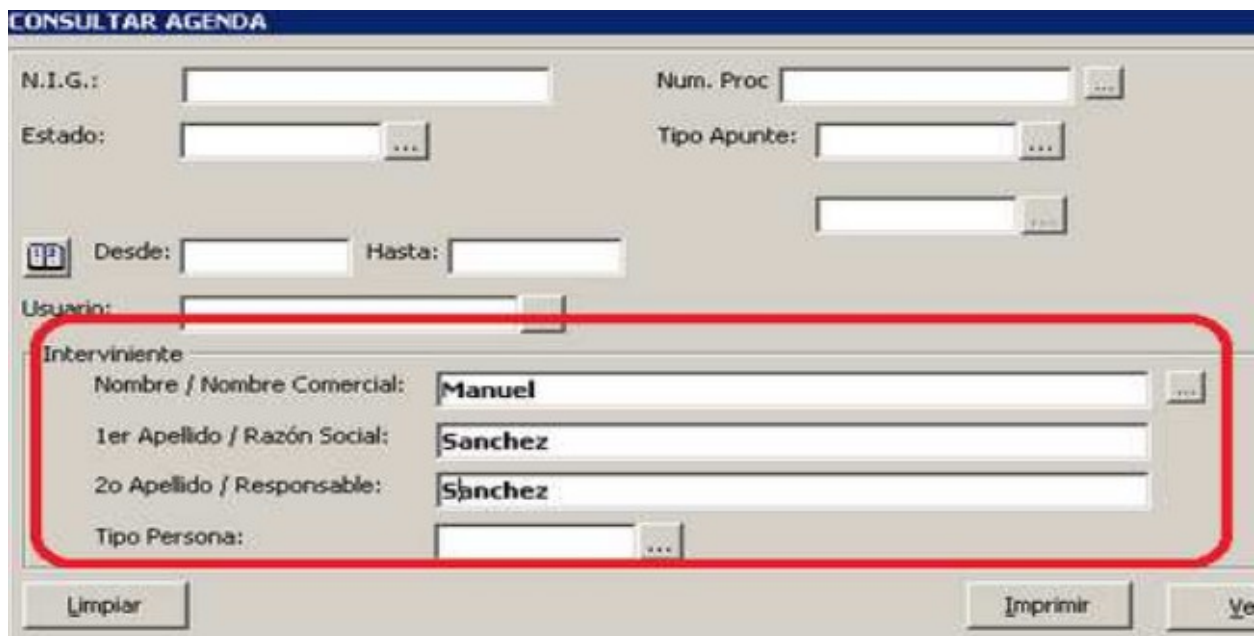 CONSULTAR AGENDA
N.I.G.: Num. Proc ...
Estado: ... Tipo Apunte: ...
...
Desde: Hasta:
Usuario:
Interviniente
Nombre / Nombre Comercial: Manuel ...
1er Apellido / Razón Social: Sanchez
2o Apellido / Responsable: Sanchez
Tipo Persona: ...
Limpiar Imprimir Ve